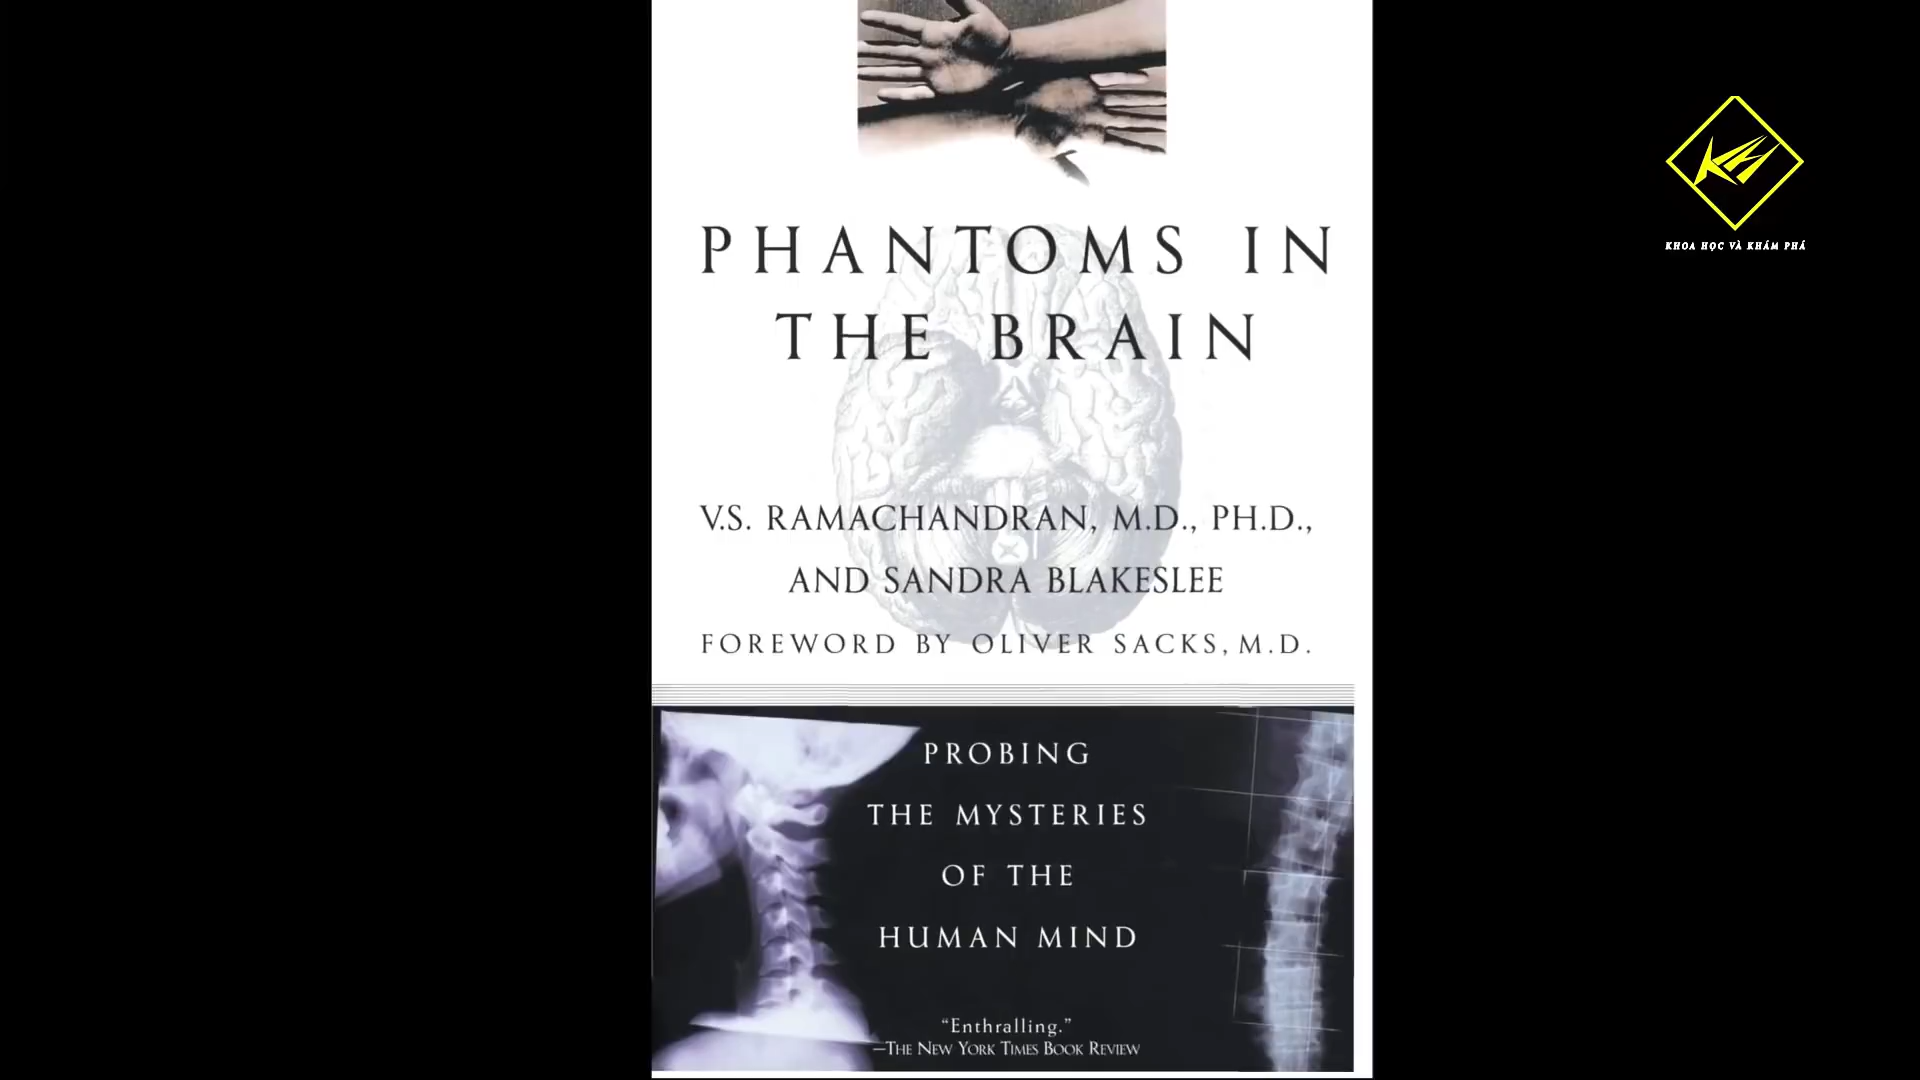 PHANTOMS IN
THE BRAIN
V.S. RAMACHANDRAN, M.D., PH.D.,
AND SANDRA BLAKESLEE
FOREWORD BY OLIVER SACKS, M.D.
PROBING
THE MYSTERIES
OF THE
HUMAN MIND
“Enthralling.”
—THE NEW YORK TIMES BOOK REVIEW
KM
KHOA HỌC VÀ KHÁM PHÁ